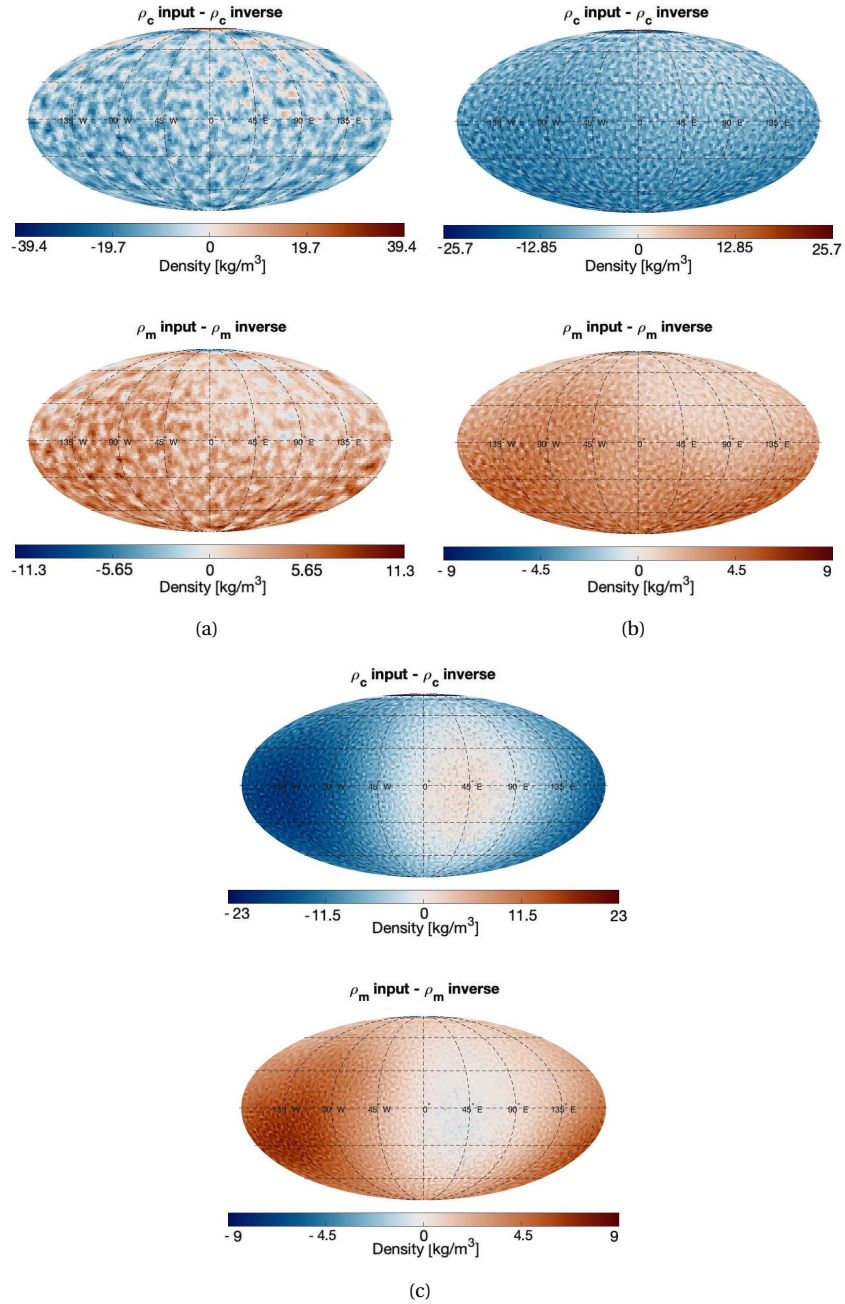 ρc input - ρc inverse
135 W 90 W 45 W 0 45 E 90 E 135 E
-39.4 -19.7 0 19.7 39.4
Density [kg/m³]
ρm input - ρm inverse
135 W 90 W 45 W 0 45 E 90 E 135 E
-11.3 -5.65 0 5.65 11.3
Density [kg/m³]
(a)
ρc input - ρc inverse
135 W 90 W 45 W 0 45 E 90 E 135 E
-25.7 -12.85 0 12.85 25.7
Density [kg/m³]
ρm input - ρm inverse
135 W 90 W 45 W 0 45 E 90 E 135 E
- 9 - 4.5 0 4.5 9
Density [kg/m³]
(b)
ρc input - ρc inverse
135° W 90° W 45° W 0° 45° E 90° E 135° E
- 23 -11.5 0 11.5 23
Density [kg/m³]
ρm input - ρm inverse
135° W 90° W 45° W 0° 45° E 90° E 135° E
- 9 - 4.5 0 4.5 9
Density [kg/m³]
(c)